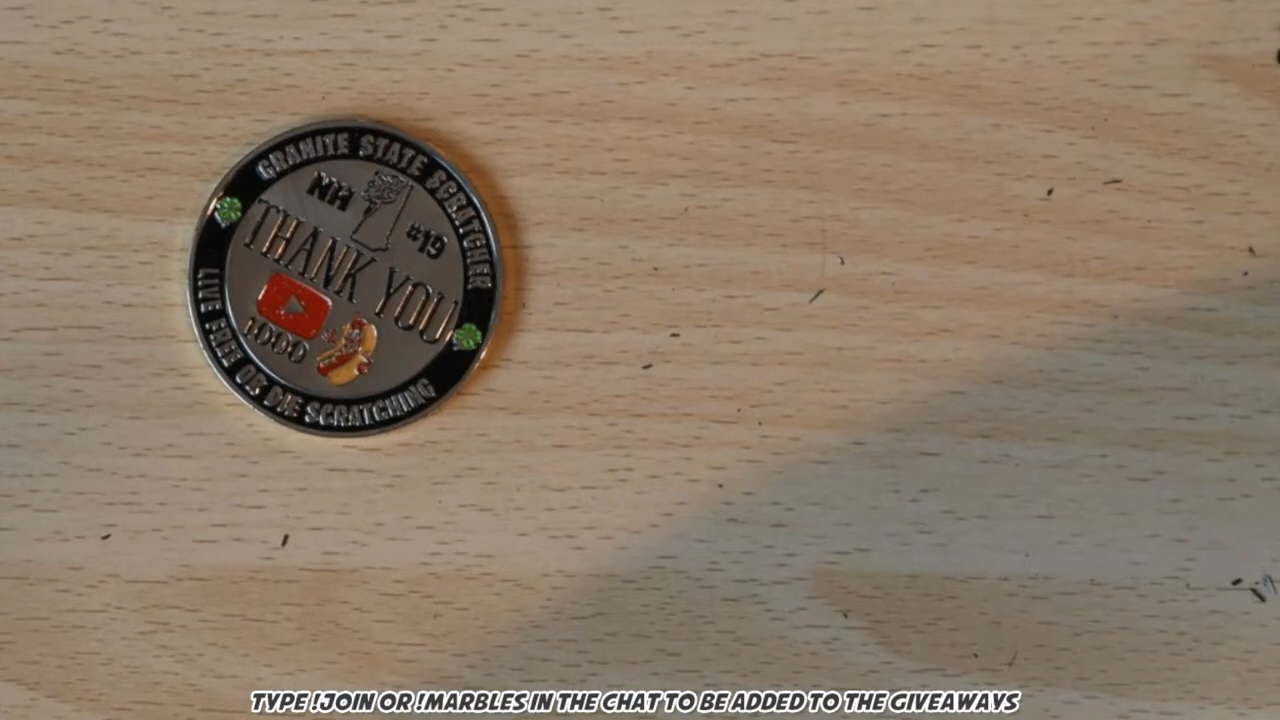 GRANITE STATE SCRATCHER
NH
#19
THANK YOU
1000
LIVE FREE OR DIE SCRATCHING
TYPE !JOIN OR !MARBLES IN THE CHAT TO BE ADDED TO THE GIVEAWAYS